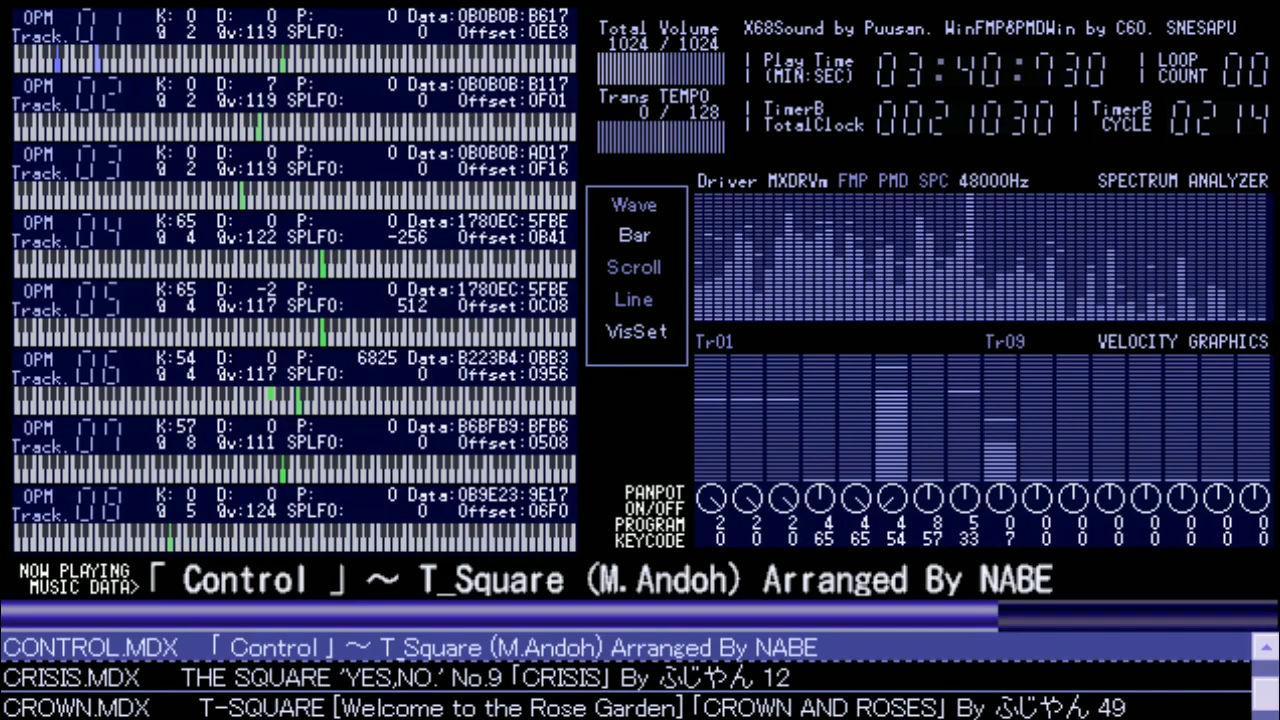 OPM K: 0 D: 0 P: 0 Data:0B0B0B:B617
Track. 01 @ 2 @v:119 SPLFO: 0 Offset:0EE8
OPM K: 0 D: 7 P: 0 Data:0B0B0B:B117
Track. 02 @ 2 @v:119 SPLFO: 0 Offset:0F01
OPM K: 0 D: 0 P: 0 Data:0B0B0B:AD17
Track. 03 @ 2 @v:119 SPLFO: 0 Offset:0F16
OPM K:65 D: 0 P: 0 Data:1780EC:5FBE
Track. 04 @ 4 @v:122 SPLFO: -256 Offset:0B41
OPM K:65 D: -2 P: 0 Data:1780EC:5FBE
Track. 05 @ 4 @v:117 SPLFO: 512 Offset:0C08
OPM K:54 D: 0 P: 6825 Data:B223B4:0BB3
Track. 06 @ 4 @v:117 SPLFO: 0 Offset:0956
OPM K:57 D: 0 P: 0 Data:B6BFB9:BFB6
Track. 07 @ 8 @v:111 SPLFO: 0 Offset:0508
OPM K: 0 D: 0 P: 0 Data:0B9E23:9E17
Track. 08 @ 5 @v:124 SPLFO: 0 Offset:06F0
Total Volume
1024 / 1024
Trans TEMPO
0 / 128
X68Sound by Puusan. WinFMP&PMDWin by C60. SNESAPU
Play Time (MIN:SEC) 03:40:730 LOOP COUNT 00
TimerB TotalClock 00021030 TimerB CYCLE 0214
Driver MXDRVm FMP PMD SPC 48000Hz SPECTRUM ANALYZER
Wave
Bar
Scroll
Line
VisSet
Tr01 Tr09 VELOCITY GRAPHICS
PANPOT
ON/OFF
PROGRAM 2 2 2 4 4 4 8 5 0 0 0 0 0 0 0 0
KEYCODE 0 0 0 65 65 54 57 33 7 0 0 0 0 0 0 0
NOW PLAYING
MUSIC DATA> 「 Control 」 ～ T_Square (M.Andoh) Arranged By NABE
CONTROL.MDX 「 Control 」 ～ T_Square (M.Andoh) Arranged By NABE
CRISIS.MDX THE SQUARE 'YES,NO.' No.9 「CRISIS」 By ふじやん 12
CROWN.MDX T-SQUARE [Welcome to the Rose Garden] 「CROWN AND ROSES」 By ふじやん 49